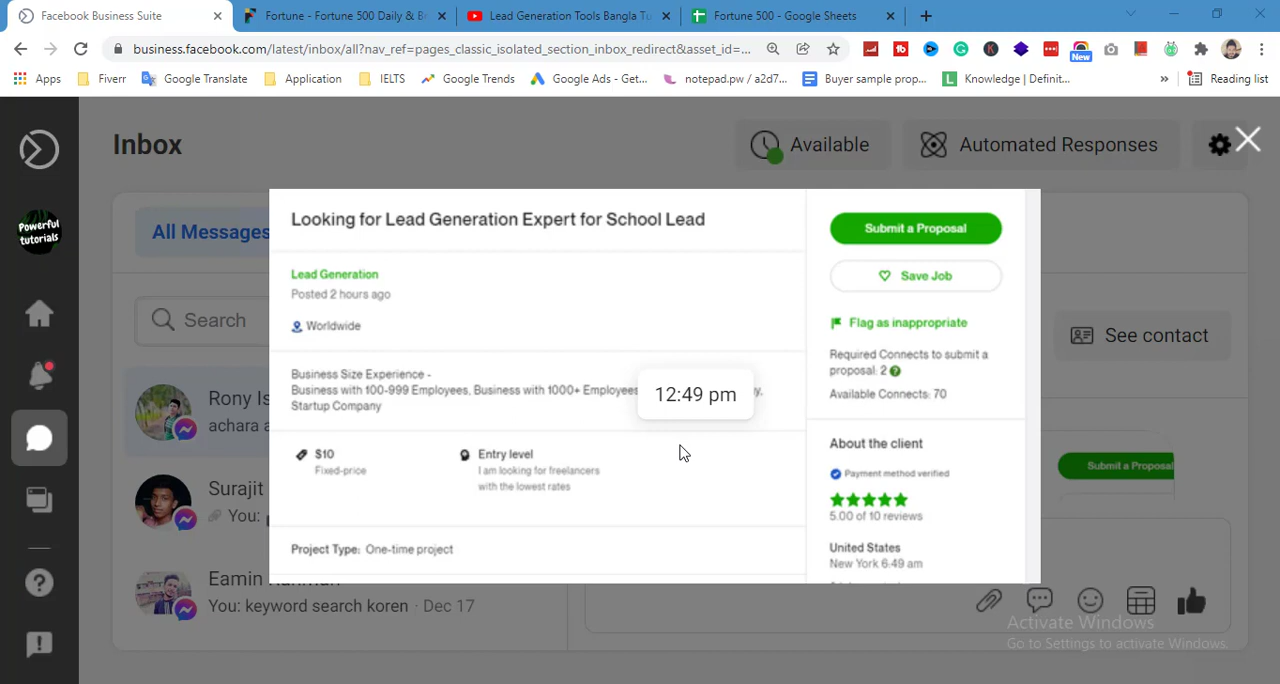 Facebook Business Suite
Fortune - Fortune 500 Daily & B
Lead Generation Tools Bangla Tu
Fortune 500 - Google Sheets
business.facebook.com/latest/inbox/all?nav_ref=pages_classic_isolated_section_inbox_redirect&asset_id=...
New
Apps
Fiverr
Google Translate
Application
IELTS
Google Trends
Google Ads - Get...
notepad.pw / a2d7...
Buyer sample prop...
Knowledge | Definit...
»
Reading list
Inbox
Available
Automated Responses
Powerful
tutorials
All Messages
Search
See contact
Rony Is
achara a
Surajit
You:
Eamin
You: keyword search koren · Dec 17
Looking for Lead Generation Expert for School Lead
Lead Generation
Posted 2 hours ago
Worldwide
Business Size Experience -
Business with 100-999 Employees, Business with 1000+ Employees
y,
Startup Company
12:49 pm
$10
Fixed-price
Entry level
I am looking for freelancers
with the lowest rates
Project Type: One-time project
Submit a Proposal
Save Job
Flag as inappropriate
Required Connects to submit a
proposal: 2
Available Connects: 70
About the client
Payment method verified
5.00 of 10 reviews
United States
New York 6:49 am
Submit a Proposal
Activate Windows
Go to Settings to activate Windows.